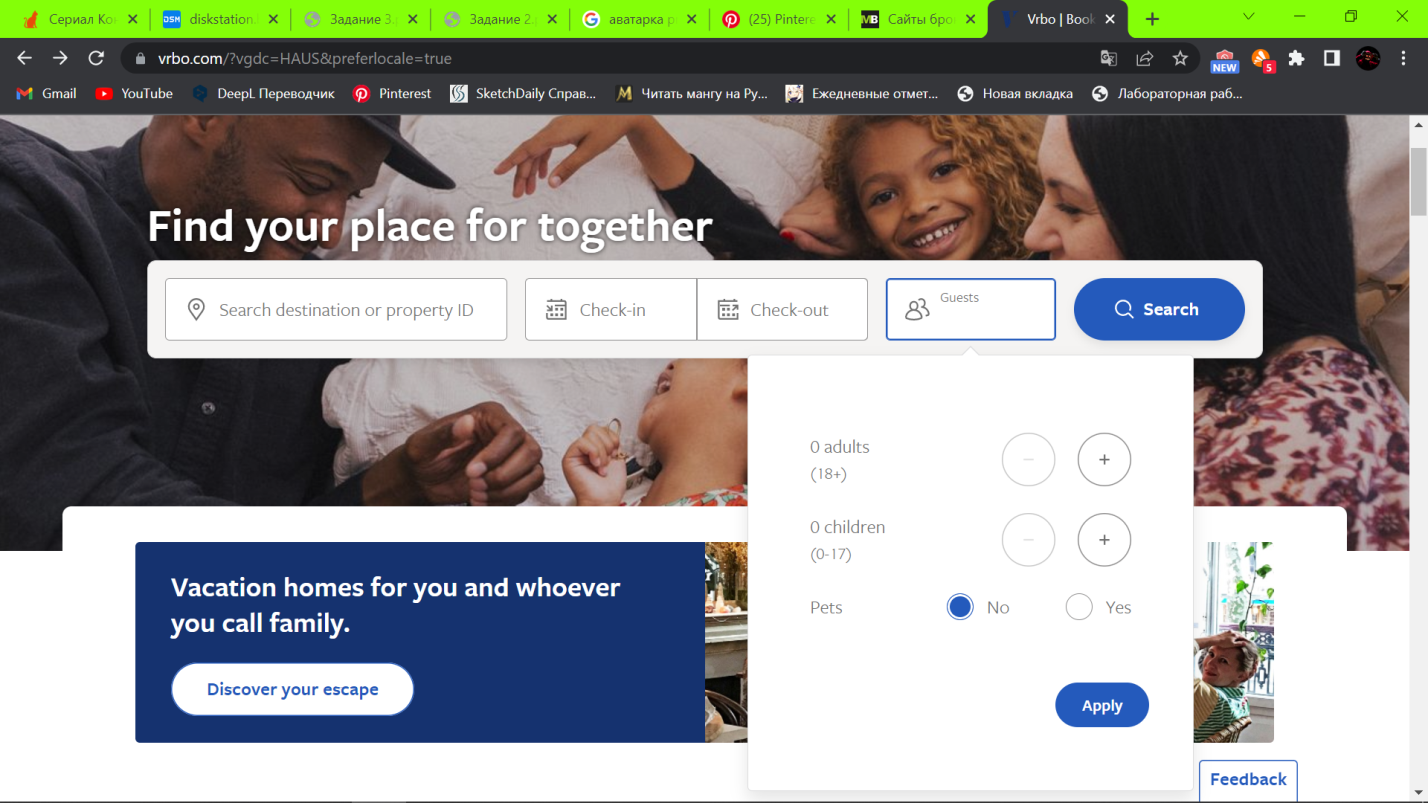 Сериал Ко
diskstation.
Задание 3.
Задание 2.
аватарка р
(25) Pintere
MB
Сайты бро
Vrbo | Book
DSM
vrbo.com/?vgdc=HAUS&preferlocale=true
NEW
5
Gmail
YouTube
DeepL Переводчик
Pinterest
SketchDaily Справ...
Читать мангу на Ру...
Ежедневные отмет...
Новая вкладка
Лабораторная раб...
Find your place for together
Search destination or property ID
Check-in
Check-out
Guests
Search
0 adults
(18+)
0 children
(0-17)
Pets
No
Yes
Apply
Vacation homes for you and whoever
you call family.
Discover your escape
Feedback